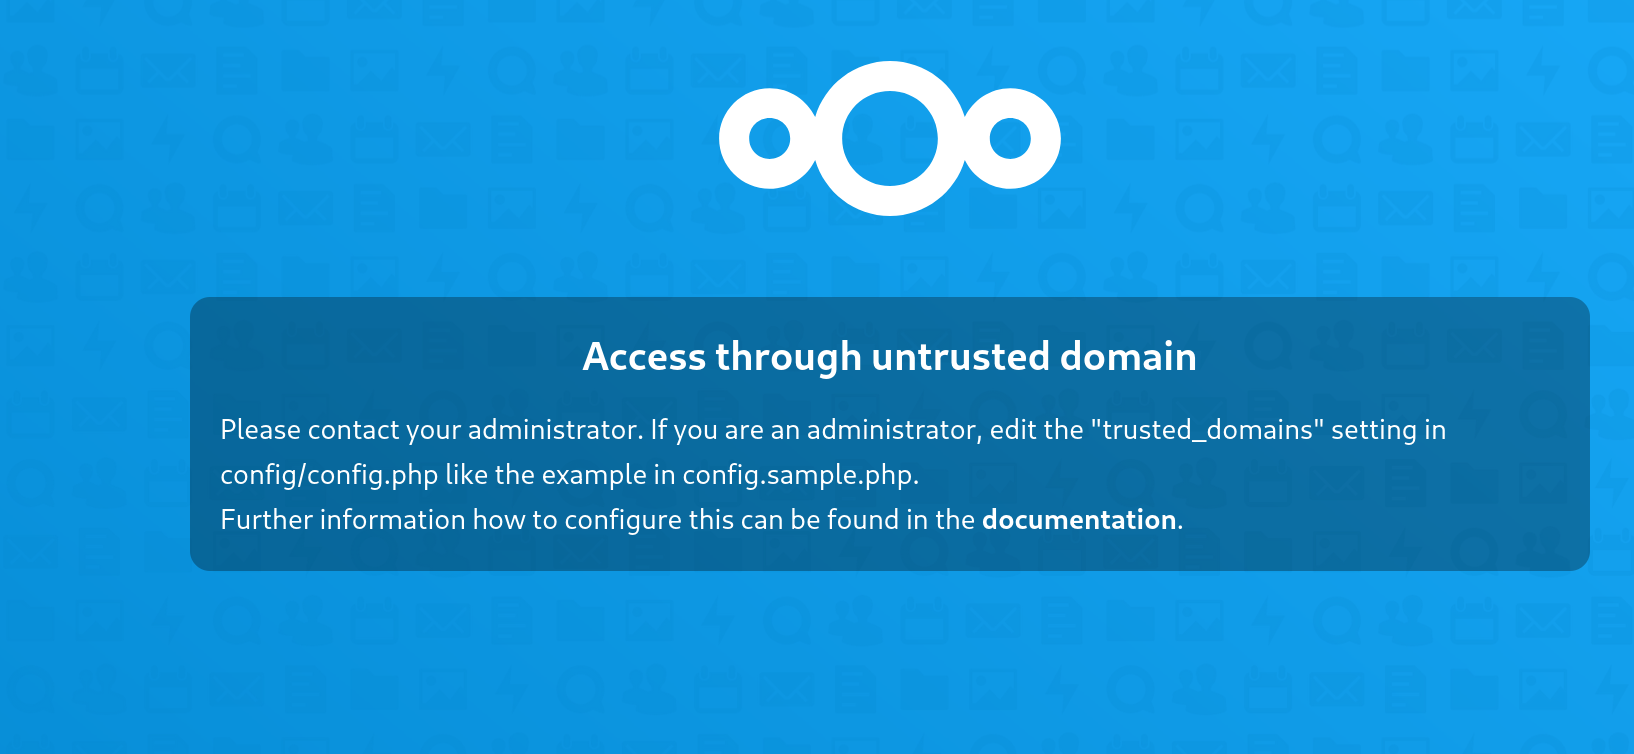 Access through untrusted domain
Please contact your administrator. If you are an administrator, edit the "trusted_domains" setting in
config/config.php like the example in config.sample.php.
Further information how to configure this can be found in the documentation.